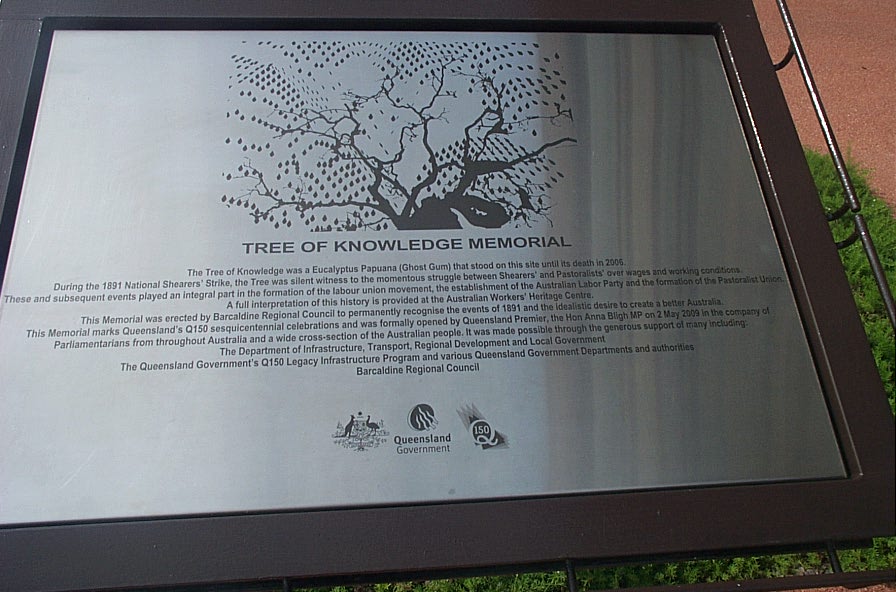 TREE OF KNOWLEDGE MEMORIAL
The Tree of Knowledge was a Eucalyptus Papuana (Ghost Gum) that stood on this site until its death in 2006.
During the 1891 National Shearers' Strike, the Tree was silent witness to the momentous struggle between Shearers' and Pastoralists' over wages and working conditions.
These and subsequent events played an integral part in the formation of the labour union movement, the establishment of the Australian Labor Party and the formation of the Pastoralist Union.
A full interpretation of this history is provided at the Australian Workers' Heritage Centre.
This Memorial was erected by Barcaldine Regional Council to permanently recognise the events of 1891 and the idealistic desire to create a better Australia.
This Memorial marks Queensland's Q150 sesquicentennial celebrations and was formally opened by Queensland Premier, the Hon Anna Bligh MP on 2 May 2009 in the company of
Parliamentarians from throughout Australia and a wide cross-section of the Australian people. It was made possible through the generous support of many including:
The Department of Infrastructure, Transport, Regional Development and Local Government
The Queensland Government's Q150 Legacy Infrastructure Program and various Queensland Government Departments and authorities
Barcaldine Regional Council
Queensland
Government
Q150